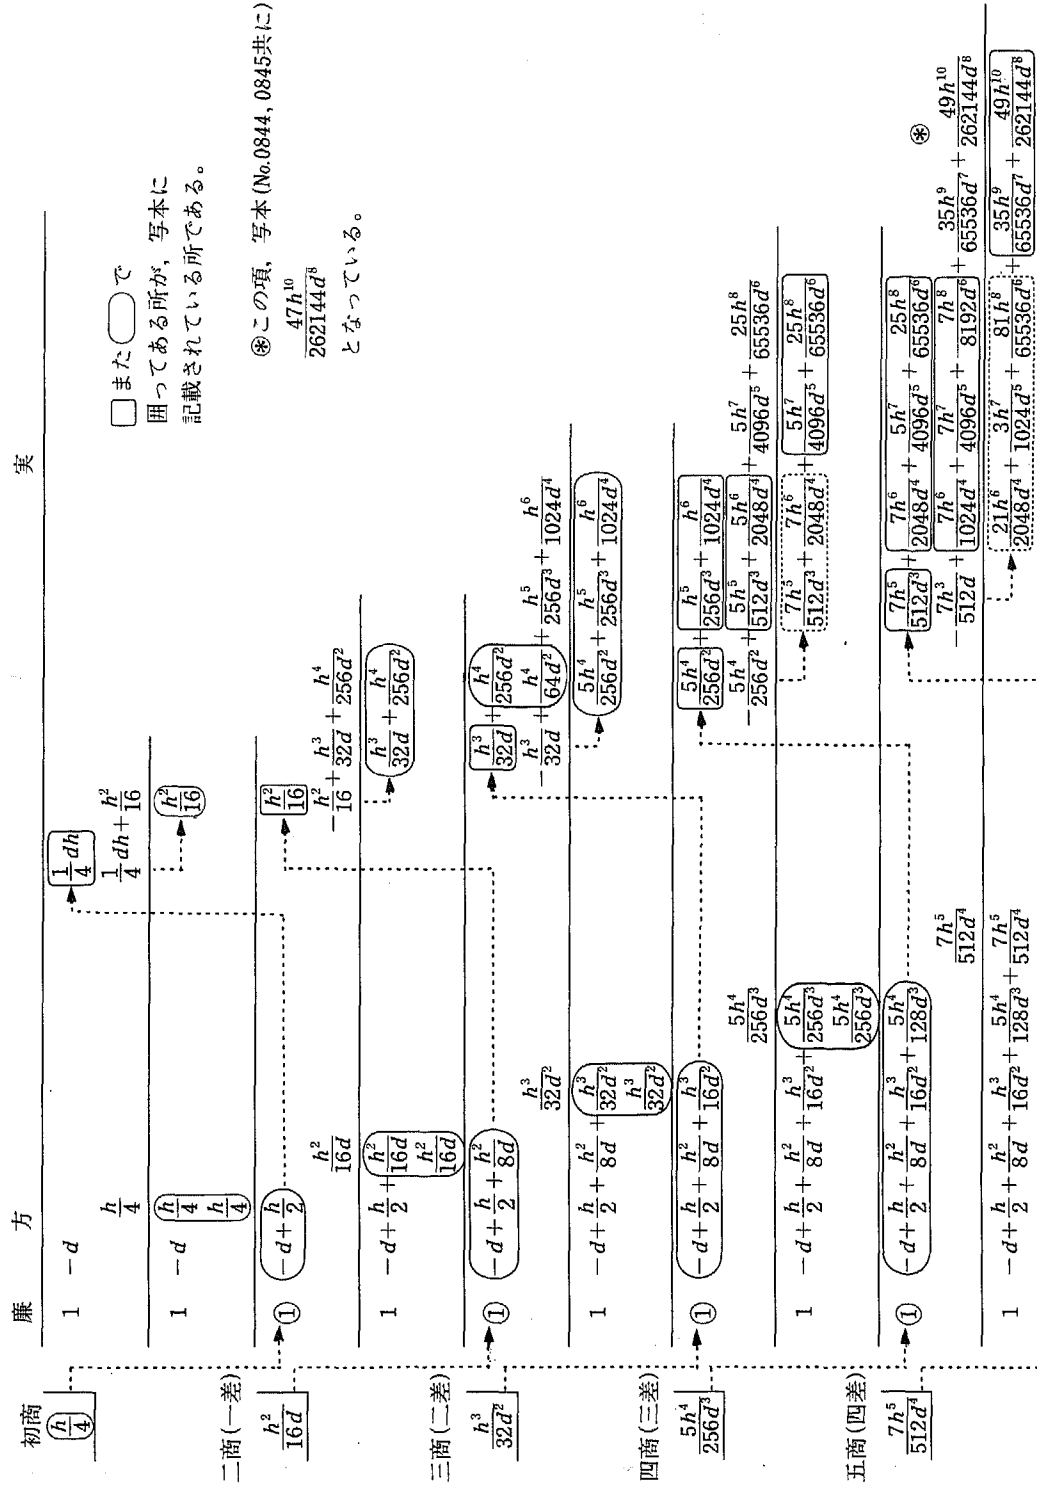 初商 廉 方 実
h/4 1 −d 1/4 dh
h/4 1/4 dh + h²/16
1 −d h/4 h²/16
二商(一差) h/4
h²/16d ① −d + h/2 h²/16
h²/16d −h²/16 + h³/32d + h⁴/256d²
1 −d + h/2 + h²/16d h³/32d + h⁴/256d²
三商(二差) h²/16d
h³/32d² ① −d + h/2 + h²/8d h³/32d + h⁴/256d²
h³/32d² −h³/32d + h⁴/64d² + h⁵/256d³ + h⁶/1024d⁴
1 −d + h/2 + h²/8d + h³/32d² 5h⁴/256d² + h⁵/256d³ + h⁶/1024d⁴
四商(三差) h³/32d²
5h⁴/256d³ ① −d + h/2 + h²/8d + h³/16d² 5h⁴/256d² + h⁵/256d³ + h⁶/1024d⁴
5h⁴/256d³ −5h⁴/256d² + 5h⁵/512d³ + 5h⁶/2048d⁴ + 5h⁷/4096d⁵ + 25h⁸/65536d⁶
1 −d + h/2 + h²/8d + h³/16d² + 5h⁴/256d³ 7h⁵/512d³ + 7h⁶/2048d⁴ + 5h⁷/4096d⁵ + 25h⁸/65536d⁶
五商(四差) 5h⁴/256d³
7h⁵/512d⁴ ① −d + h/2 + h²/8d + h³/16d² + 5h⁴/128d³ 7h⁵/512d³ + 7h⁶/2048d⁴ + 5h⁷/4096d⁵ + 25h⁸/65536d⁶ ⊛
7h⁵/512d⁴ −7h³/512d + 7h⁶/1024d⁴ + 7h⁷/4096d⁵ + 7h⁸/8192d⁶ + 35h⁹/65536d⁷ + 49h¹⁰/262144d⁸
1 −d + h/2 + h²/8d + h³/16d² + 5h⁴/128d³ + 7h⁵/512d⁴ 21h⁶/2048d⁴ + 3h⁷/1024d⁵ + 81h⁸/65536d⁶ + 35h⁹/65536d⁷ + 49h¹⁰/262144d⁸
□また○で
囲ってある所が,写本に
記載されている所である。
⊛この項,写本(No.0844, 0845共に)
47h¹⁰/262144d⁸
となっている。